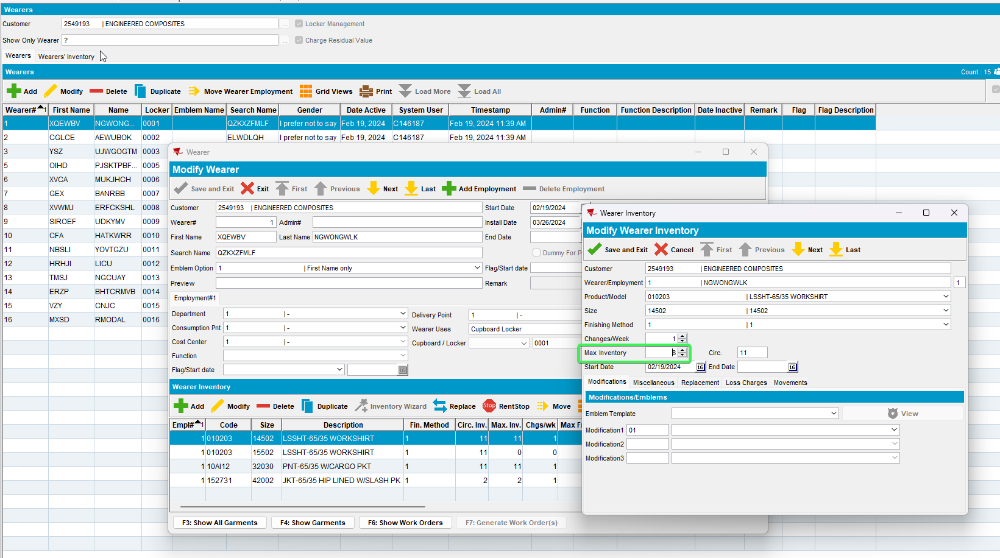 Wearers
Customer 2549193 | ENGINEERED COMPOSITES ... Locker Management
Show Only Wearer ? ... Charge Residual Value
Wearers Wearers' Inventory
Wearers Count : 15
Add Modify Delete Duplicate Move Wearer Employment Grid Views Print Load More Load All
Wearer# 1 First Name Name Locker Emblem Name Search Name Gender Date Active System User Timestamp Admin# Function Function Description Date Inactive Remark Flag Flag Description
1 XQEWBV NGWONG... 0001 QZKXZFMLF I prefer not to say Feb 19, 2024 C146187 Feb 19, 2024 11:39 AM
2 CGLCE AEWUBOK 0002 ELWDLQH I prefer not to say Feb 19, 2024 C146187 Feb 19, 2024 11:39 AM
3 YSZ UJWGOGTM 0003
5 OIHD PJSKTPBF... 0005
6 XVCA MUKJHCH 0006
7 GEX BANRBB 0007
8 XVWMJ ERFCKSHL 0008
9 SIROEF UDKYMV 0009
10 CFA HATKWRR 0010
11 NBSLI YOVTGZU 0011
12 HRHJI LICU 0012
13 TMSJ NGCUAY 0013
14 ERZP BHTCRMVB 0014
15 VZY CNJC 0015
16 MXSD RMODAL 0016
Wearer
Modify Wearer
Save and Exit Exit First Previous Next Last Add Employment Delete Employment
Customer 2549193 | ENGINEERED COMPOSITES Start Date 02/19/2024
Wearer# 1 Admin# Install Date 03/26/2024
First Name XQEWBV Last Name NGWONGWLK End Date
Search Name QZKXZFMLF Dummy For P
Emblem Option 1 | First Name only Flag/Start date
Preview Remark
Employment#1
Department 1 | - Delivery Point 1 | -
Consumption Pnt 1 | - Wearer Uses Cupboard Locker
Cost Center 1 | - Cupboard / Locker 0001
Function
Flag/Start date 16
Wearer Inventory
Add Modify Delete Duplicate Inventory Wizard Replace Stop RentStop Move
Empl# 1 Code Size Description Fin. Method Circ. Inv. Max. Inv. Chgs/wk Max F
1 010203 14502 LSSHT-65/35 WORKSHIRT 1 11 11 1
1 010203 15502 LSSHT-65/35 WORKSHIRT 1 11 0 0
1 10AI12 32030 PNT-65/35 W/CARGO PKT 1 11 11 1
1 152731 42002 JKT-65/35 HIP LINED W/SLASH PK 1 2 2 1
F3: Show All Garments F4: Show Garments F6: Show Work Orders F7: Generate Work Order(s)
Wearer Inventory
Modify Wearer Inventory
Save and Exit Cancel First Previous Next Last
Customer 2549193 | ENGINEERED COMPOSITES
Wearer/Employment 1 | NGWONGWLK 1
Product/Model 010203 | LSSHT-65/35 WORKSHIRT
Size 14502 | 14502
Finishing Method 1 | 1
Changes/Week 1
Max Inventory 8 Circ. 11
Start Date 02/19/2024 16 End Date 16
Modifications Miscellaneous Replacement Loss Charges Movements
Modifications/Emblems
Emblem Template View
Modification1 01
Modification2
Modification3